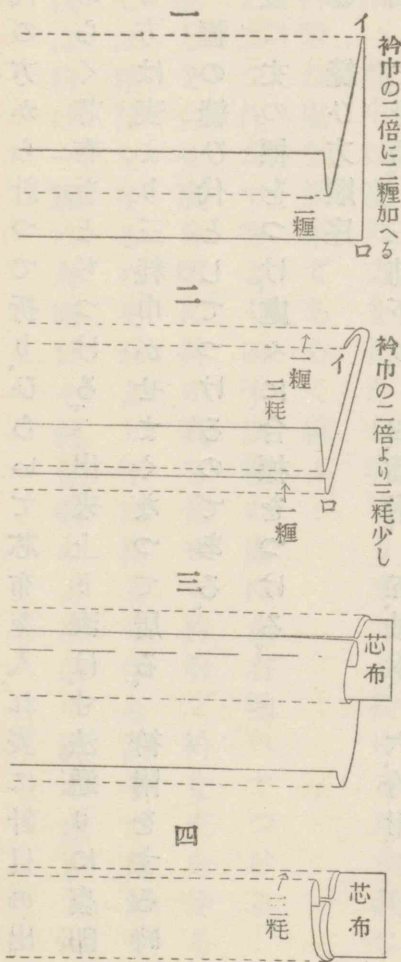 一
イ
衿巾の二倍に二糎加へる
二糎
ロ
二
一糎
イ
衿巾の二倍より三粍少し
三粍
一糎
ロ
三
芯布
四
三粍
芯布